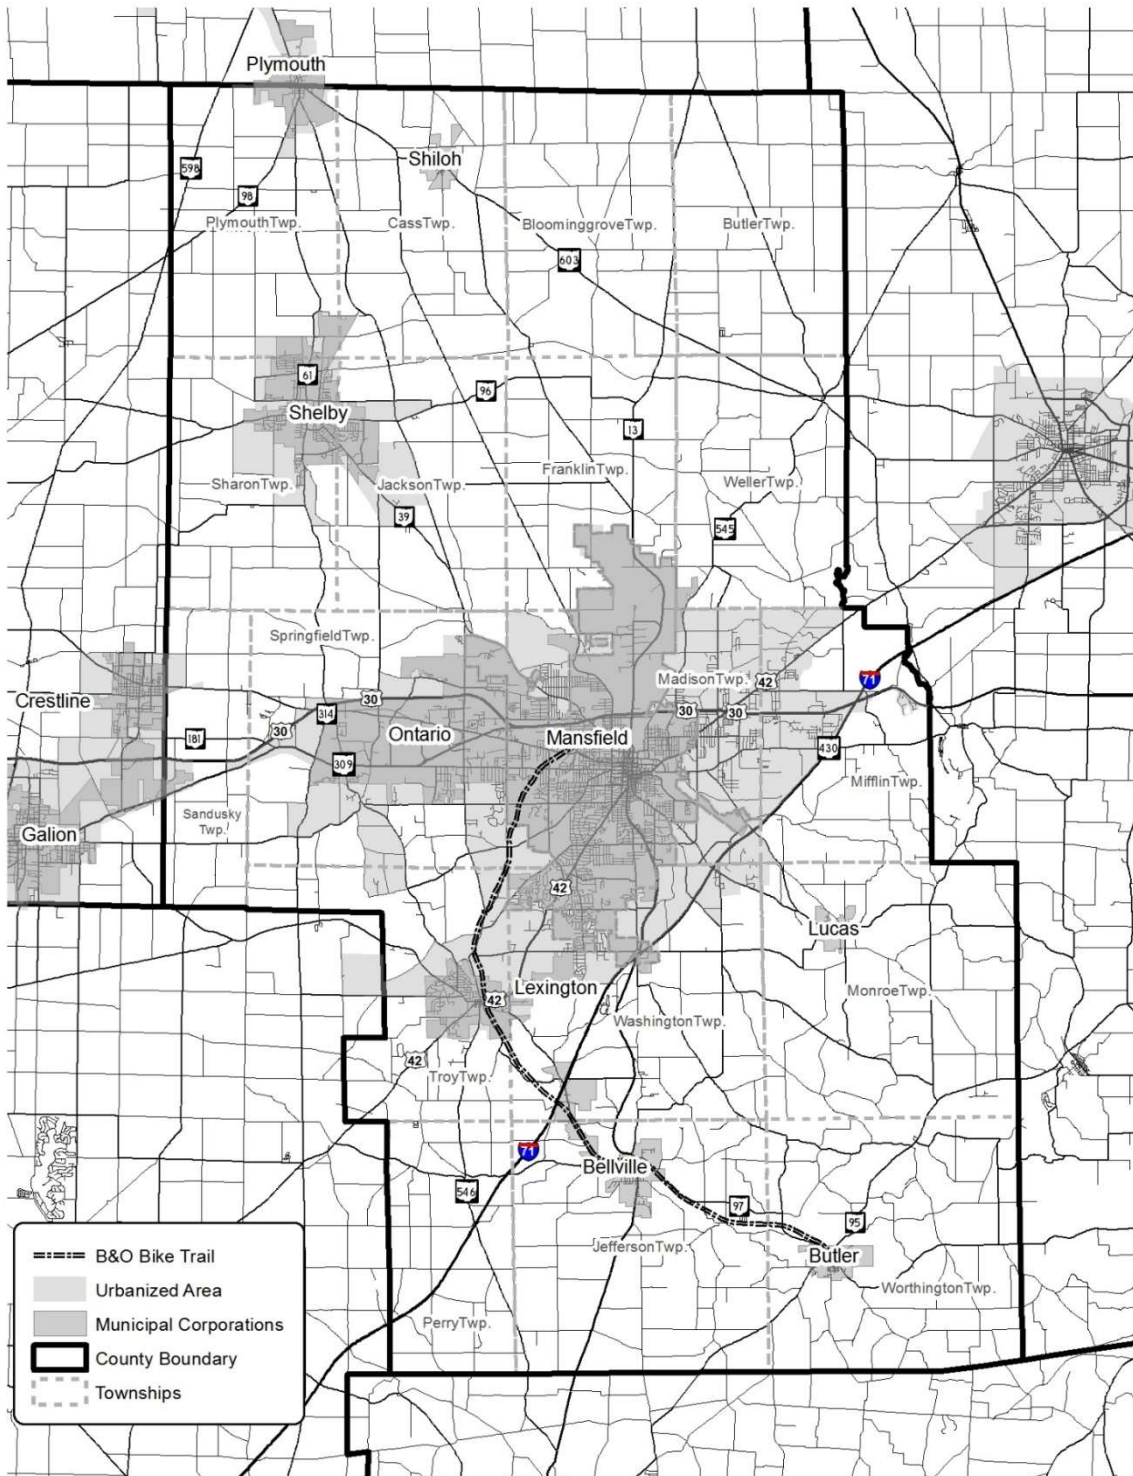 Plymouth
Shiloh
598
98
PlymouthTwp.
CassTwp.
BloominggroveTwp.
ButlerTwp.
603
61
96
Shelby
13
SharonTwp.
JacksonTwp.
FranklinTwp.
WellerTwp.
39
545
SpringfieldTwp.
MadisonTwp.
42
71
Crestline
30
314
30
30
181
30
Ontario
Mansfield
430
309
MifflinTwp.
Sandusky
Twp.
Galion
42
Lucas
Lexington
42
MonroeTwp.
WashingtonTwp.
42
TroyTwp.
71
Bellville
546
97
95
JeffersonTwp.
Butler
WorthingtonTwp.
PerryTwp.
B&O Bike Trail
Urbanized Area
Municipal Corporations
County Boundary
Townships